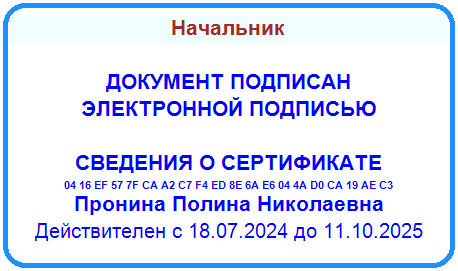 Начальник
ДОКУМЕНТ ПОДПИСАН
ЭЛЕКТРОННОЙ ПОДПИСЬЮ
СВЕДЕНИЯ О СЕРТИФИКАТЕ
04 16 EF 57 7F CA A2 C7 F4 ED 8E 6A E6 04 4A D0 CA 19 AE C3
Пронина Полина Николаевна
Действителен с 18.07.2024 до 11.10.2025